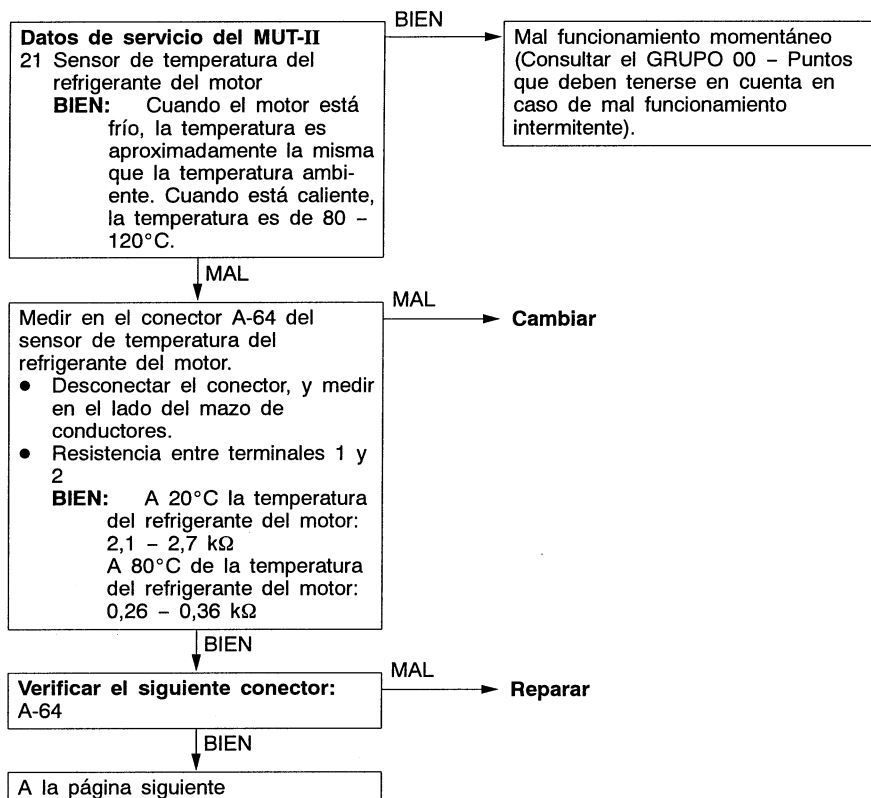 Datos de servicio del MUT-II
21 Sensor de temperatura del
refrigerante del motor
BIEN: Cuando el motor está
frío, la temperatura es
aproximadamente la misma
que la temperatura ambi-
ente. Cuando está caliente,
la temperatura es de 80 –
120°C.
BIEN
Mal funcionamiento momentáneo
(Consultar el GRUPO 00 – Puntos
que deben tenerse en cuenta en
caso de mal funcionamiento
intermitente).
MAL
Medir en el conector A-64 del
sensor de temperatura del
refrigerante del motor.
● Desconectar el conector, y medir
en el lado del mazo de
conductores.
● Resistencia entre terminales 1 y
2
BIEN: A 20°C la temperatura
del refrigerante del motor:
2,1 – 2,7 kΩ
A 80°C de la temperatura
del refrigerante del motor:
0,26 – 0,36 kΩ
MAL
Cambiar
BIEN
Verificar el siguiente conector:
A-64
MAL
Reparar
BIEN
A la página siguiente